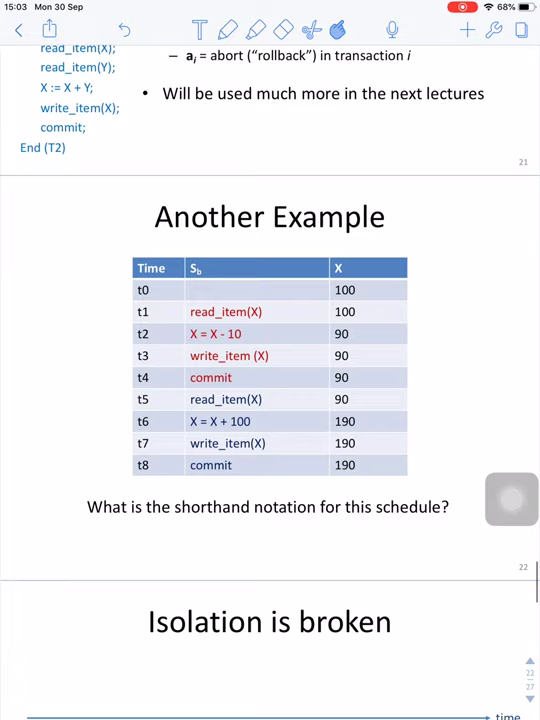 15:03 Mon 30 Sep 68%
read_item(X);
read_item(Y);
X := X + Y;
write_item(X);
commit;
End (T2)
– ai = abort (“rollback”) in transaction i
• Will be used much more in the next lectures
21
Another Example
Time Sb X
t0 100
t1 read_item(X) 100
t2 X = X - 10 90
t3 write_item (X) 90
t4 commit 90
t5 read_item(X) 90
t6 X = X + 100 190
t7 write_item(X) 190
t8 commit 190
What is the shorthand notation for this schedule?
22
Isolation is broken
22
27
time